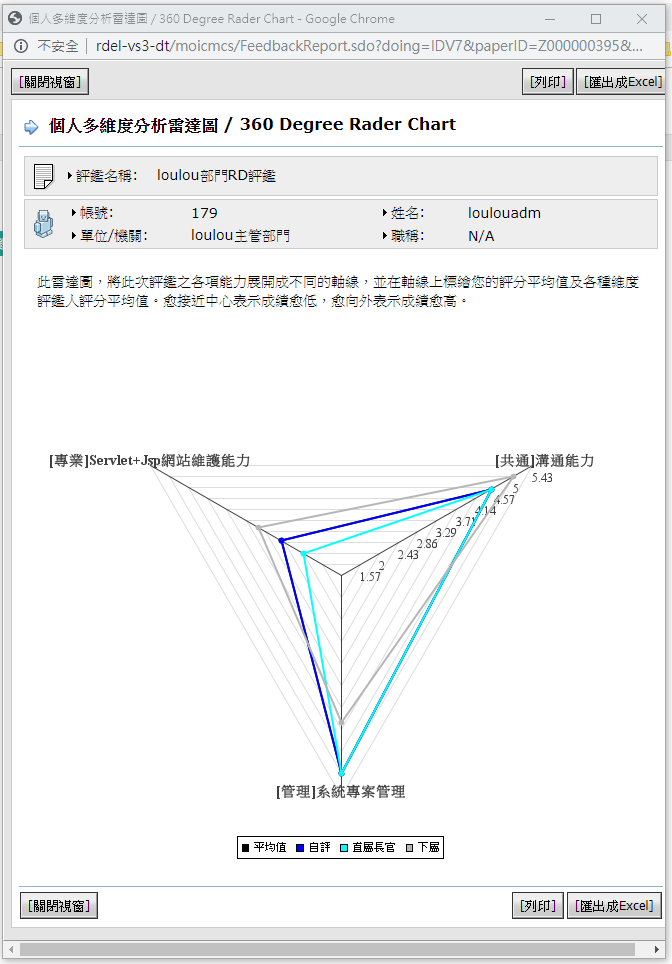 個人多維度分析雷達圖 / 360 Degree Rader Chart - Google Chrome
不安全 | rdel-vs3-dt/moicmcs/FeedbackReport.sdo?doing=IDV7&paperID=Z000000395&...
[關閉視窗] [列印] [匯出成Excel]
個人多維度分析雷達圖 / 360 Degree Rader Chart
評鑑名稱: loulou部門RD評鑑
帳號: 179 姓名: loulouadm
單位/機關: loulou主管部門 職稱: N/A
此雷達圖，將此次評鑑之各項能力展開成不同的軸線，並在軸線上標繪您的評分平均值及各種維度
評鑑人評分平均值。愈接近中心表示成績愈低，愈向外表示成績愈高。
[專業]Servlet+Jsp網站維護能力 [共通]溝通能力
5.43
5
4.57
4.14
3.71
3.29
2.86
2.43
2
1.57
[管理]系統專案管理
平均值 自評 直屬長官 下屬
[關閉視窗] [列印] [匯出成Excel]